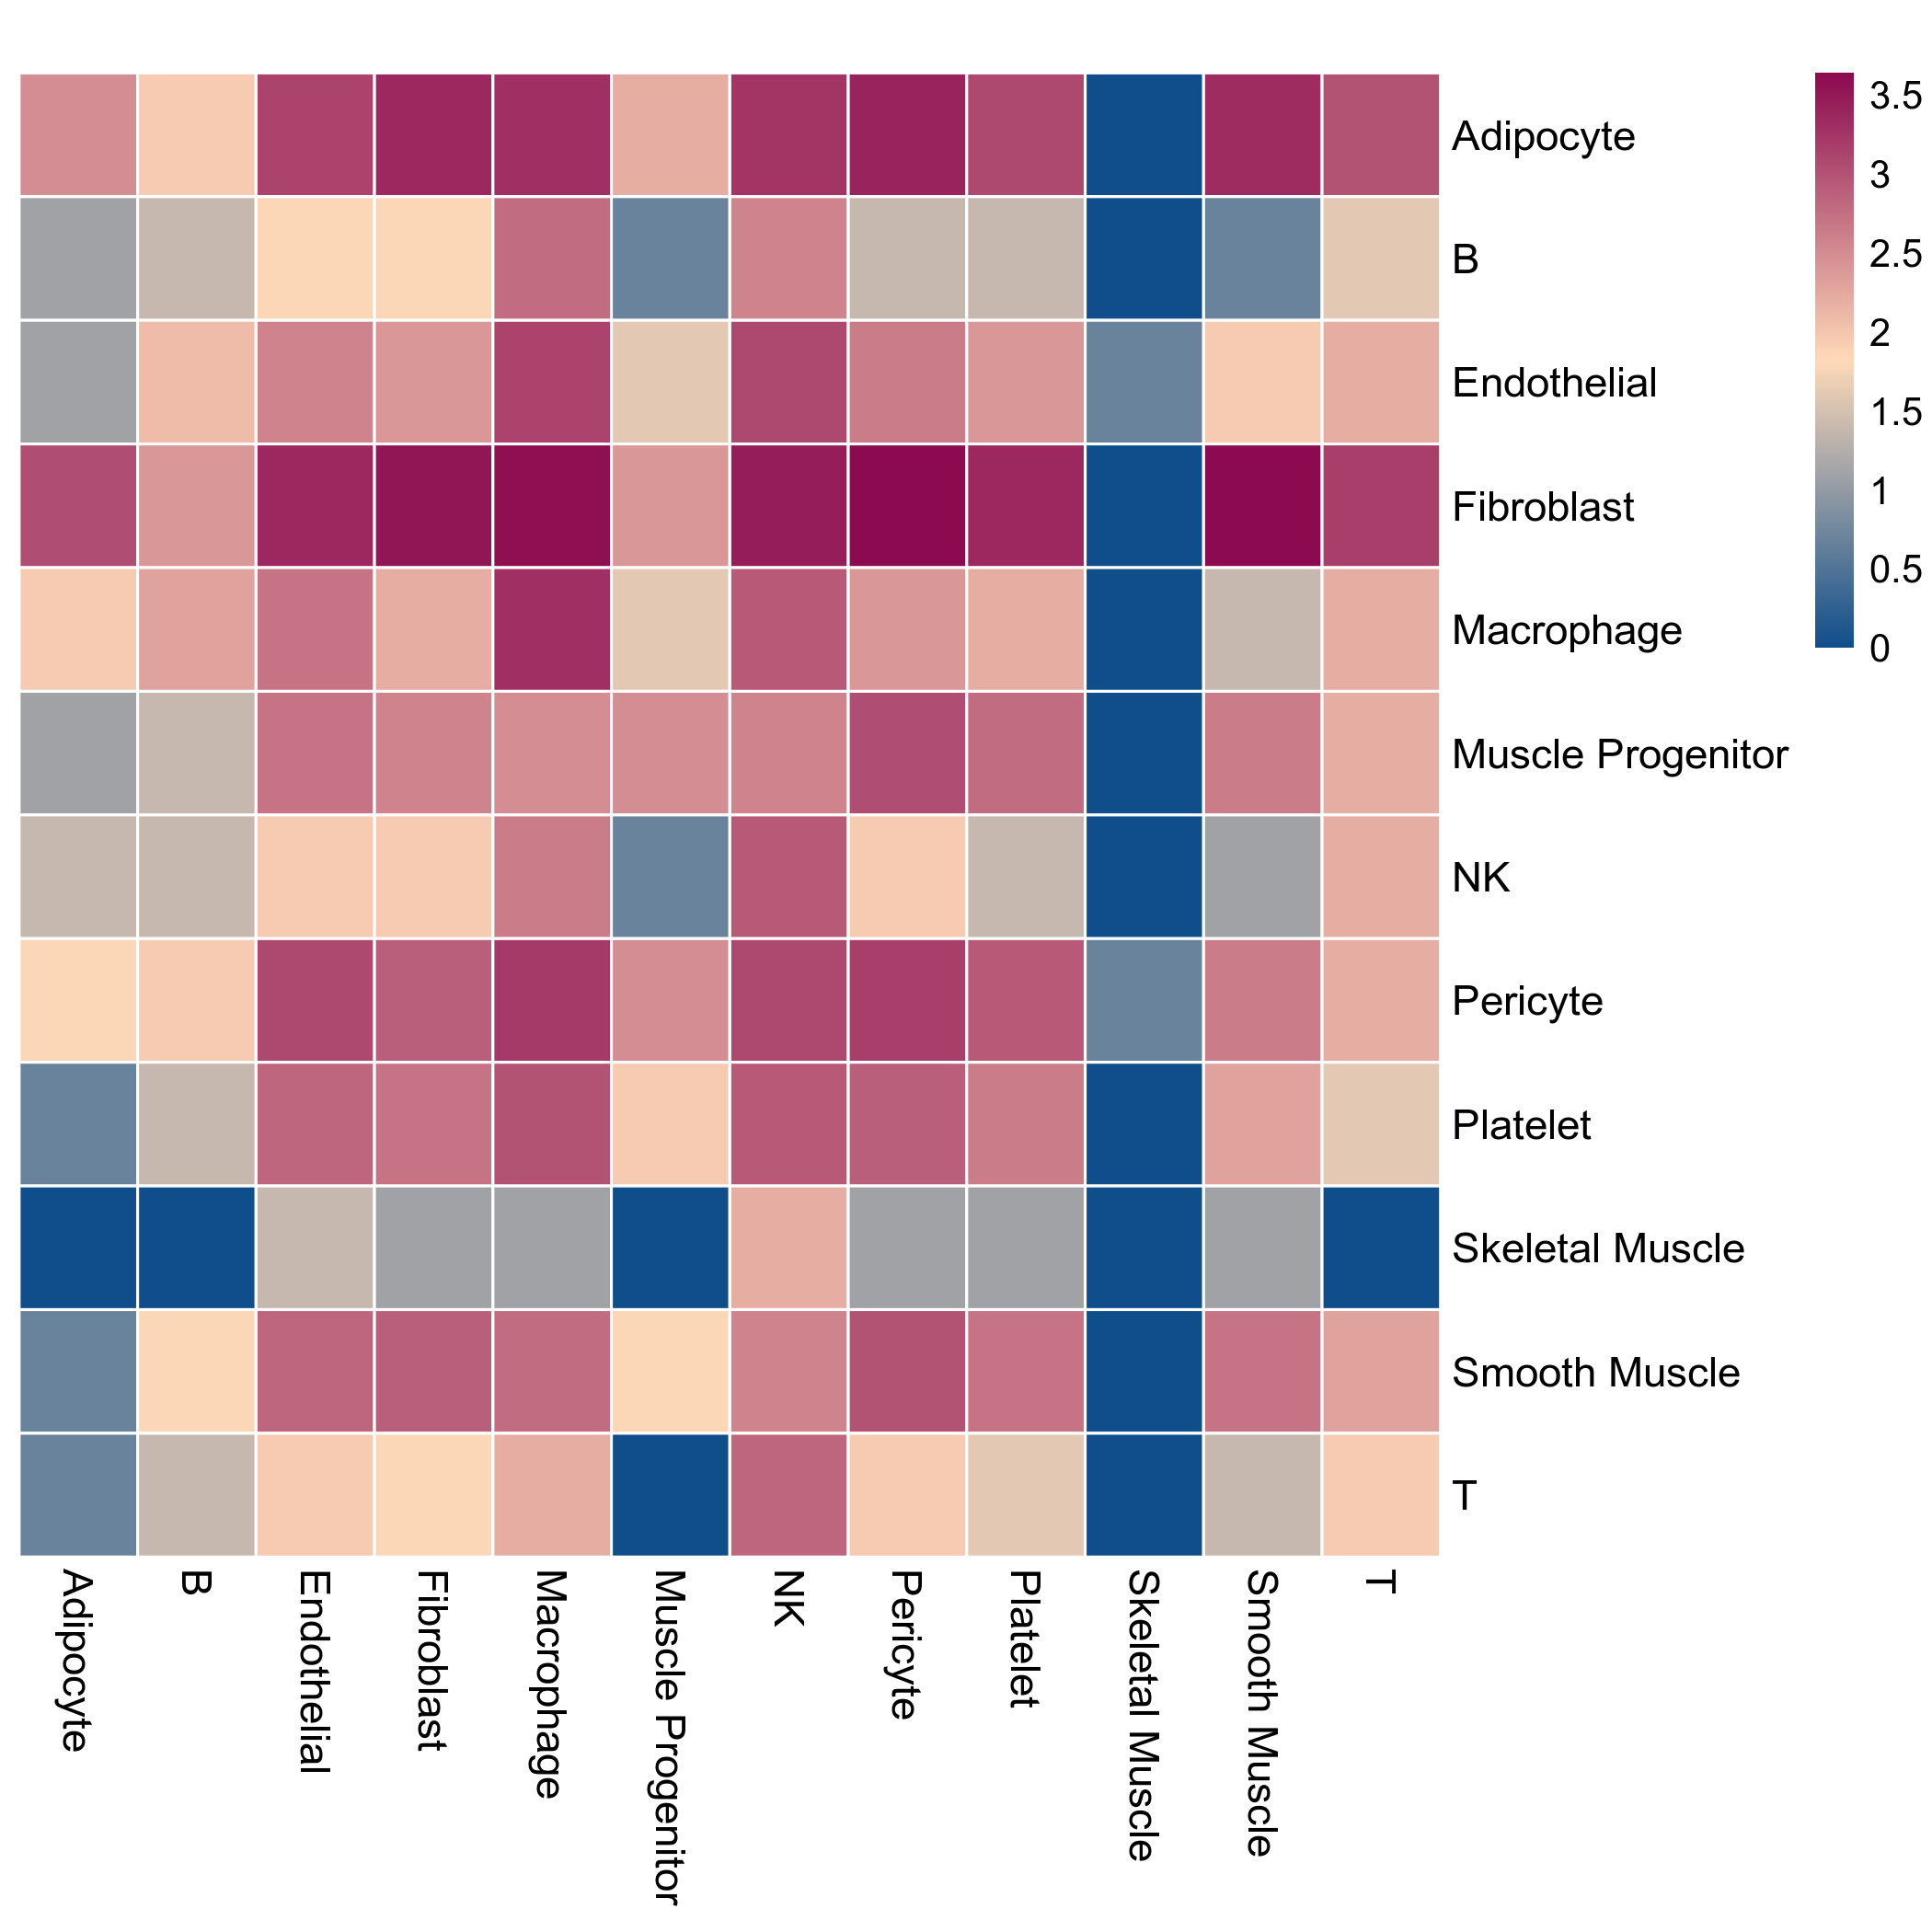 Adipocyte
B
Endothelial
Fibroblast
Macrophage
Muscle Progenitor
NK
Pericyte
Platelet
Skeletal Muscle
Smooth Muscle
T
3.5
3
2.5
2
1.5
1
0.5
0
Adipocyte
B
Endothelial
Fibroblast
Macrophage
Muscle Progenitor
NK
Pericyte
Platelet
Skeletal Muscle
Smooth Muscle
T